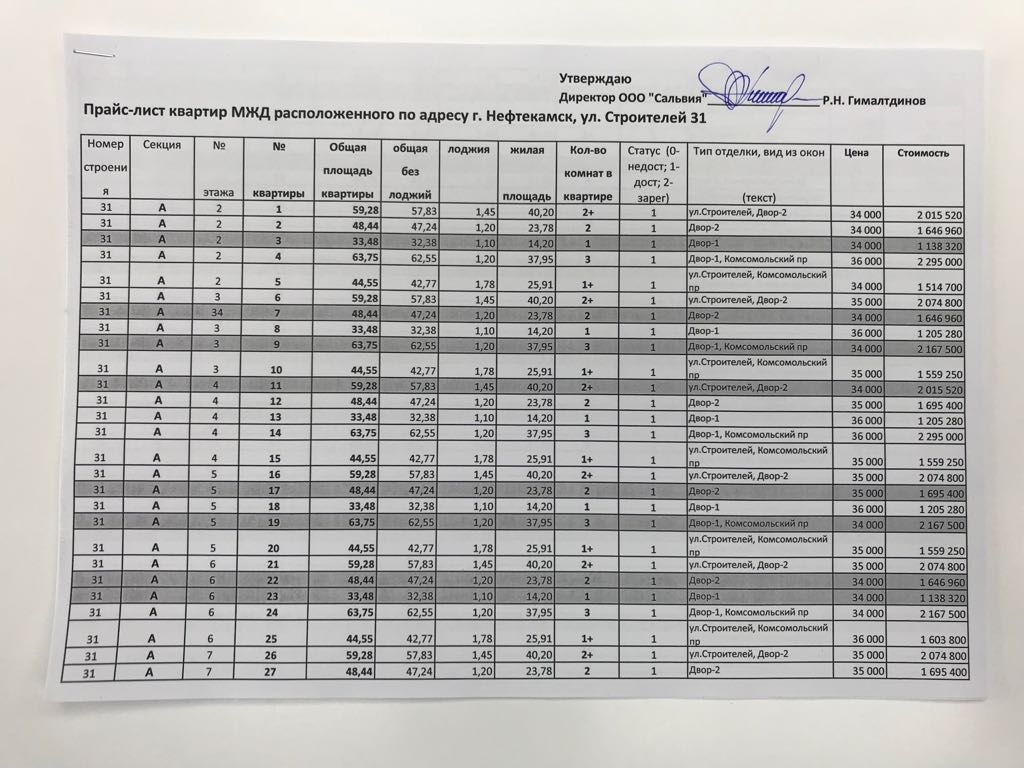 Утверждаю
Директор ООО "Сальвия" Р.Н. Гималтдинов
Прайс-лист квартир МЖД расположенного по адресу г. Нефтекамск, ул. Строителей 31
Номер строения Секция № этажа № квартиры Общая площадь квартиры общая без лоджий лоджия жилая площадь Кол-во комнат в квартире Статус (0-недост; 1-дост; 2-зарег) Тип отделки, вид из окон (текст) Цена Стоимость
31 А 2 1 59,28 57,83 1,45 40,20 2+ 1 ул.Строителей, Двор-2 34 000 2 015 520
31 А 2 2 48,44 47,24 1,20 23,78 2 1 Двор-2 34 000 1 646 960
31 А 2 3 33,48 32,38 1,10 14,20 1 1 Двор-1 34 000 1 138 320
31 А 2 4 63,75 62,55 1,20 37,95 3 1 Двор-1, Комсомольский пр 36 000 2 295 000
31 А 2 5 44,55 42,77 1,78 25,91 1+ 1 ул.Строителей, Комсомольский пр 34 000 1 514 700
31 А 3 6 59,28 57,83 1,45 40,20 2+ 1 ул.Строителей, Двор-2 35 000 2 074 800
31 А 34 7 48,44 47,24 1,20 23,78 2 1 Двор-2 34 000 1 646 960
31 А 3 8 33,48 32,38 1,10 14,20 1 1 Двор-1 36 000 1 205 280
31 А 3 9 63,75 62,55 1,20 37,95 3 1 Двор-1, Комсомольский пр 34 000 2 167 500
31 А 3 10 44,55 42,77 1,78 25,91 1+ 1 ул.Строителей, Комсомольский пр 35 000 1 559 250
31 А 4 11 59,28 57,83 1,45 40,20 2+ 1 ул.Строителей, Двор-2 34 000 2 015 520
31 А 4 12 48,44 47,24 1,20 23,78 2 1 Двор-2 35 000 1 695 400
31 А 4 13 33,48 32,38 1,10 14,20 1 1 Двор-1 36 000 1 205 280
31 А 4 14 63,75 62,55 1,20 37,95 3 1 Двор-1, Комсомольский пр 36 000 2 295 000
31 А 4 15 44,55 42,77 1,78 25,91 1+ 1 ул.Строителей, Комсомольский пр 35 000 1 559 250
31 А 5 16 59,28 57,83 1,45 40,20 2+ 1 ул.Строителей, Двор-2 35 000 2 074 800
31 А 5 17 48,44 47,24 1,20 23,78 2 1 Двор-2 35 000 1 695 400
31 А 5 18 33,48 32,38 1,10 14,20 1 1 Двор-1 36 000 1 205 280
31 А 5 19 63,75 62,55 1,20 37,95 3 1 Двор-1, Комсомольский пр 34 000 2 167 500
31 А 5 20 44,55 42,77 1,78 25,91 1+ 1 ул.Строителей, Комсомольский пр 35 000 1 559 250
31 А 6 21 59,28 57,83 1,45 40,20 2+ 1 ул.Строителей, Двор-2 35 000 2 074 800
31 А 6 22 48,44 47,24 1,20 23,78 2 1 Двор-2 34 000 1 646 960
31 А 6 23 33,48 32,38 1,10 14,20 1 1 Двор-1 34 000 1 138 320
31 А 6 24 63,75 62,55 1,20 37,95 3 1 Двор-1, Комсомольский пр 34 000 2 167 500
31 А 6 25 44,55 42,77 1,78 25,91 1+ 1 ул.Строителей, Комсомольский пр 36 000 1 603 800
31 А 7 26 59,28 57,83 1,45 40,20 2+ 1 ул.Строителей, Двор-2 35 000 2 074 800
31 А 7 27 48,44 47,24 1,20 23,78 2 1 Двор-2 35 000 1 695 400